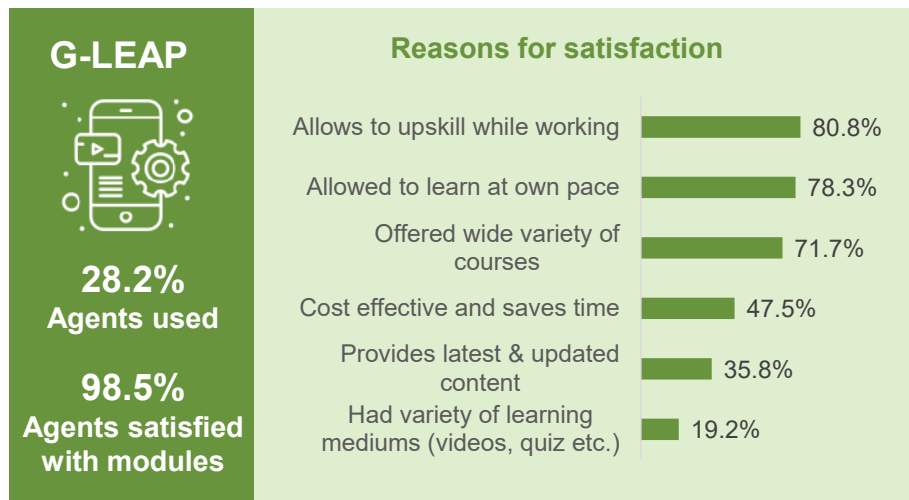 G-LEAP
28.2%
Agents used
98.5%
Agents satisfied
with modules
Reasons for satisfaction
Allows to upskill while working 80.8%
Allowed to learn at own pace 78.3%
Offered wide variety of
courses 71.7%
Cost effective and saves time 47.5%
Provides latest & updated
content 35.8%
Had variety of learning
mediums (videos, quiz etc.) 19.2%